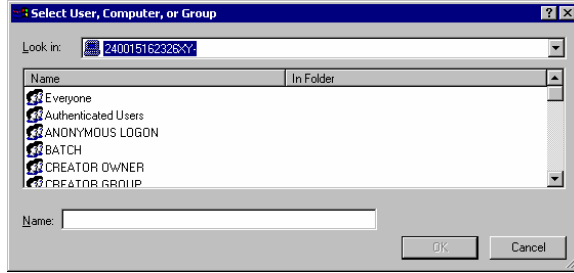 Select User, Computer, or Group
Look in: 240015162326XY-
Name In Folder
Everyone
Authenticated Users
ANONYMOUS LOGON
BATCH
CREATOR OWNER
CREATOR GROUP
Name:
OK Cancel